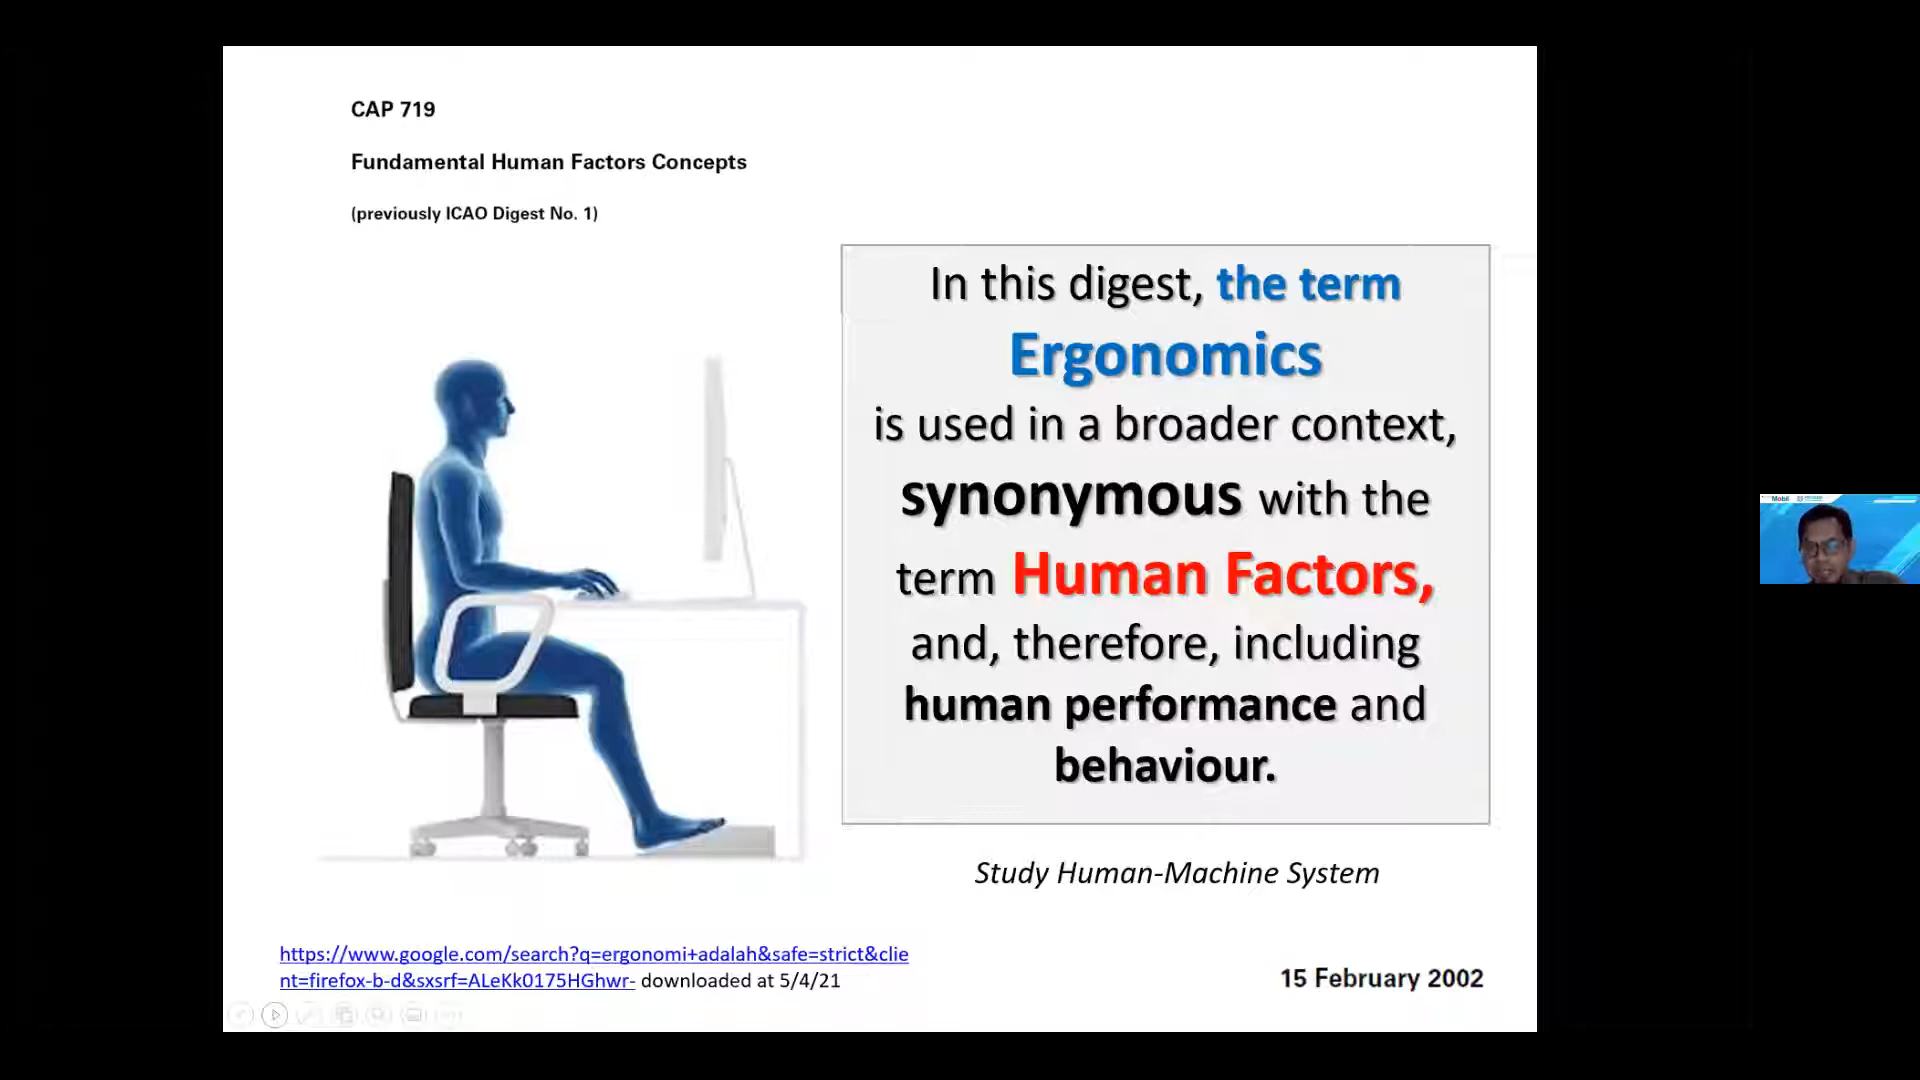 CAP 719
Fundamental Human Factors Concepts
(previously ICAO Digest No. 1)
In this digest, the term
Ergonomics
is used in a broader context,
synonymous with the
term Human Factors,
and, therefore, including
human performance and
behaviour.
Study Human-Machine System
https://www.google.com/search?q=ergonomi+adalah&safe=strict&clie
nt=firefox-b-d&sxsrf=ALeKk0175HGhwr- downloaded at 5/4/21
15 February 2002
Mobil